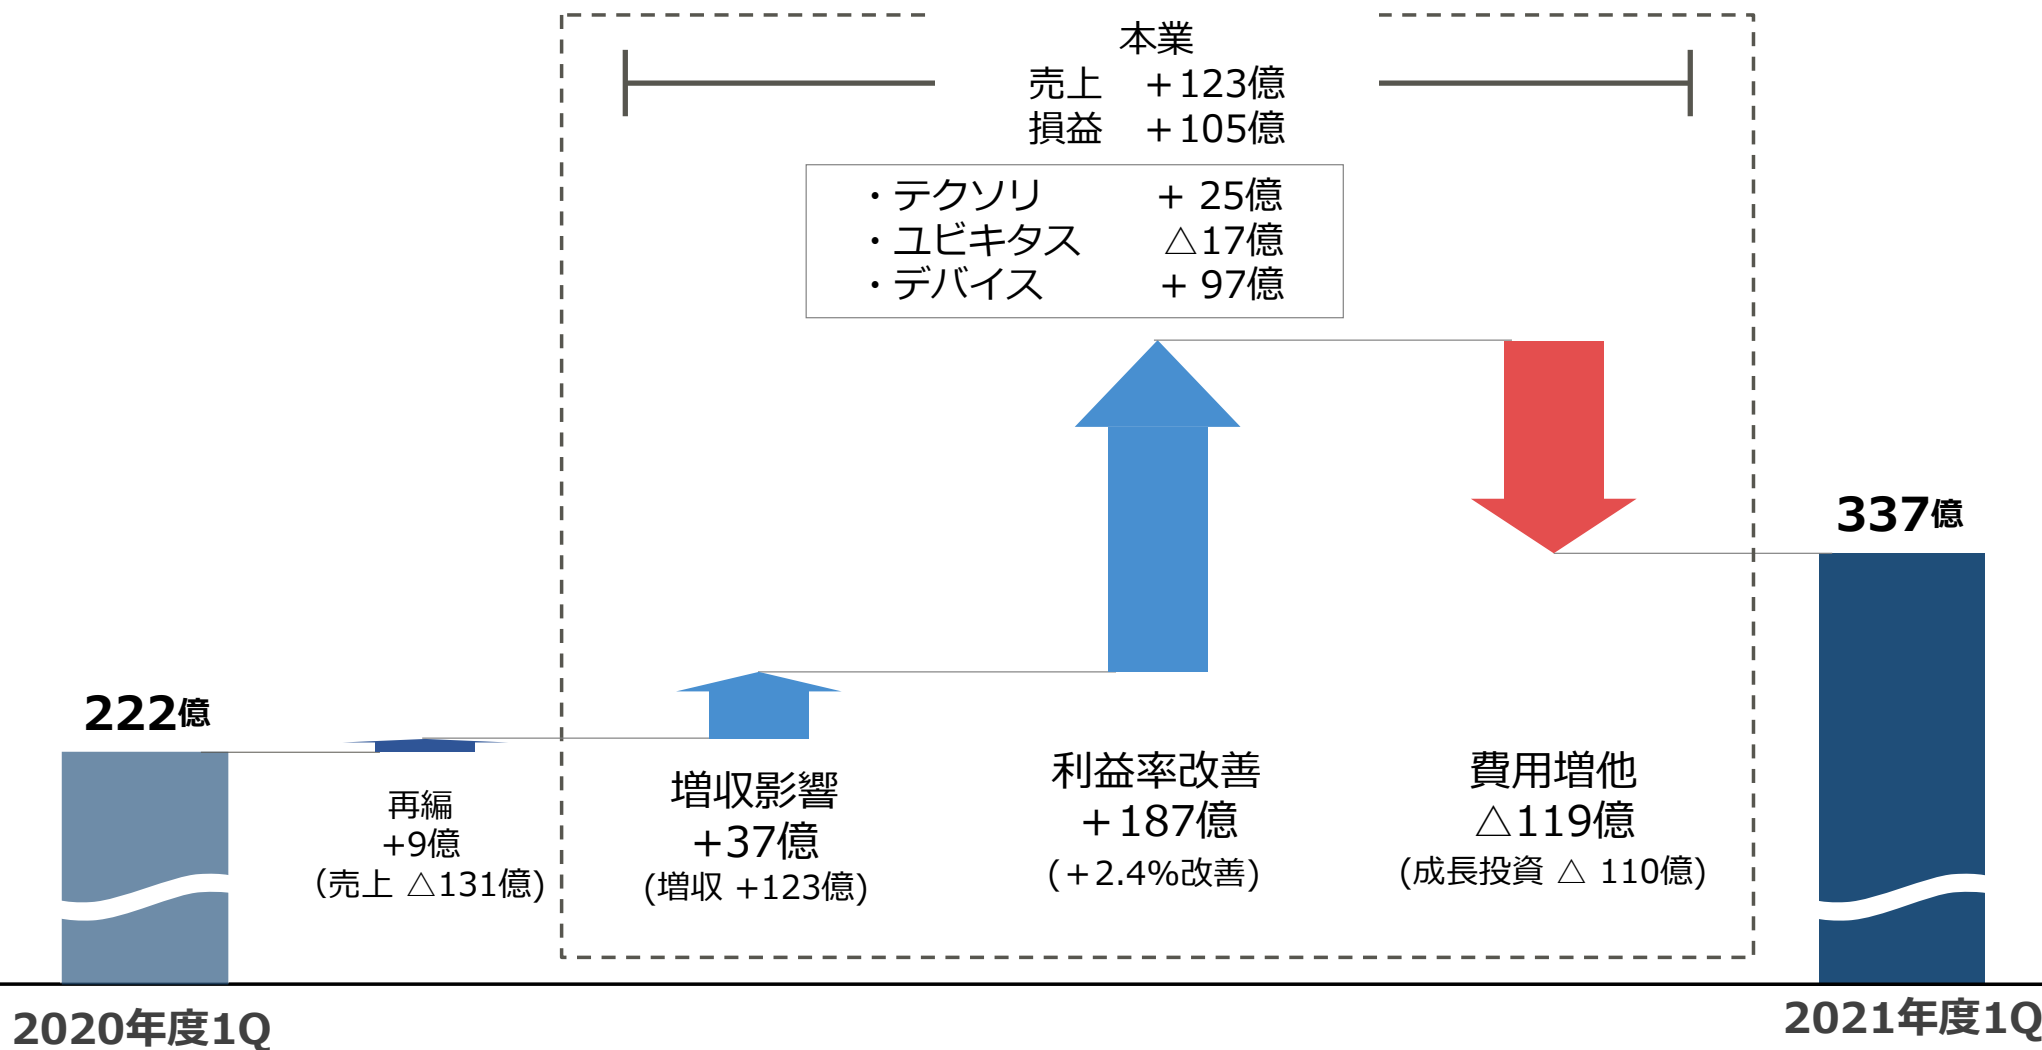 本業
売上 +123億
損益 +105億
・テクソリ + 25億
・ユビキタス △17億
・デバイス + 97億
337億
222億
再編
+9億
(売上 △131億)
増収影響
+37億
(増収 +123億)
利益率改善
+187億
(+2.4%改善)
費用増他
△119億
(成長投資 △ 110億)
2020年度1Q
2021年度1Q